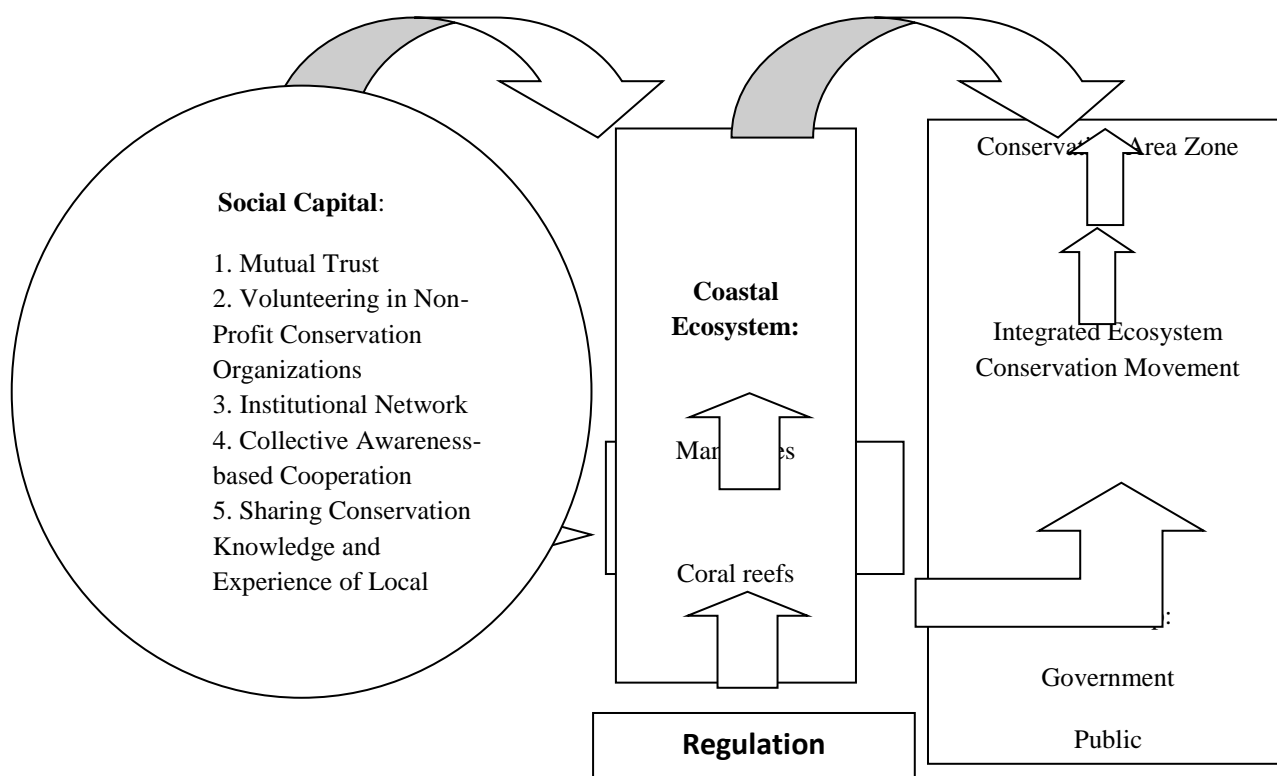 Social Capital:
1. Mutual Trust
2. Volunteering in Non-
Profit Conservation
Organizations
3. Institutional Network
4. Collective Awareness-
based Cooperation
5. Sharing Conservation
Knowledge and
Experience of Local
Coastal
Ecosystem:
Coral reefs
Regulation
Area Zone
Integrated Ecosystem
Conservation Movement
Government
Public